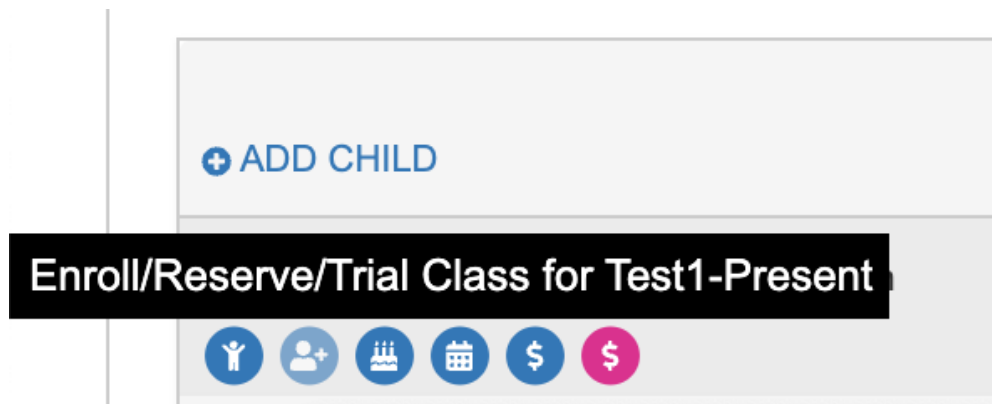 ADD CHILD
Enroll/Reserve/Trial Class for Test1-Present